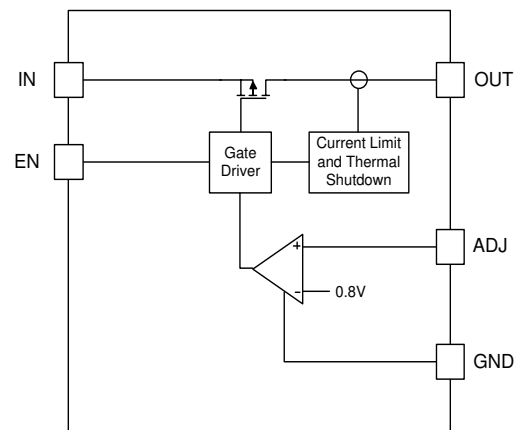 IN
OUT
EN
Gate
Driver
Current Limit
and Thermal
Shutdown
ADJ
+
−
0.8V
GND